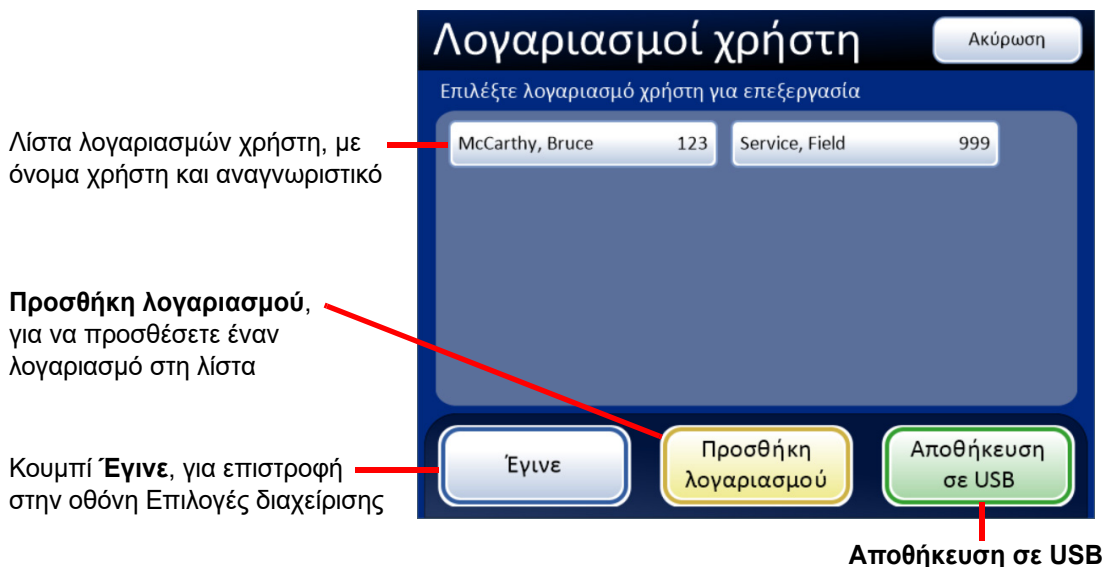 Λογαριασμοί χρήστη
Ακύρωση
Επιλέξτε λογαριασμό χρήστη για επεξεργασία
McCarthy, Bruce 123
Service, Field 999
Λίστα λογαριασμών χρήστη, με
όνομα χρήστη και αναγνωριστικό
Προσθήκη λογαριασμού,
για να προσθέσετε έναν
λογαριασμό στη λίστα
Κουμπί Έγινε, για επιστροφή
στην οθόνη Επιλογές διαχείρισης
Έγινε
Προσθήκη
λογαριασμού
Αποθήκευση
σε USB
Αποθήκευση σε USB